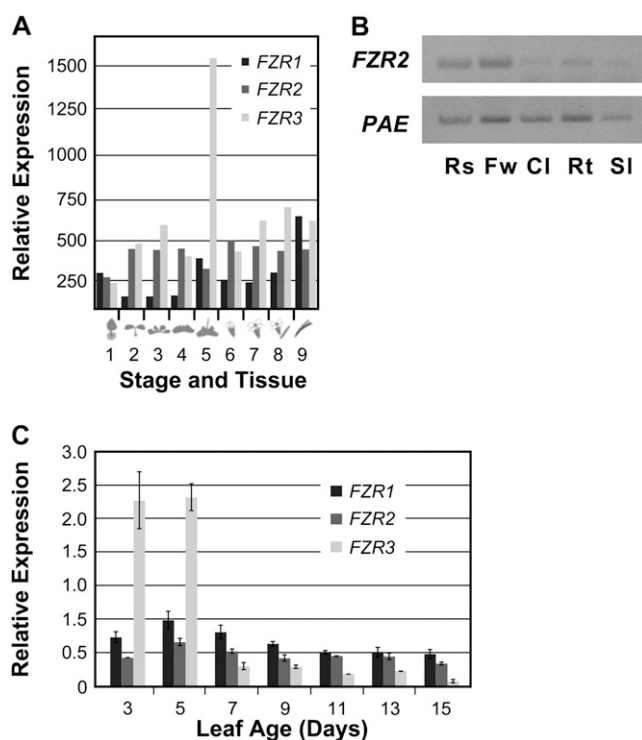 A
Relative Expression
1500
1250
1000
750
500
250
FZR1
FZR2
FZR3
1 2 3 4 5 6 7 8 9
Stage and Tissue
B
FZR2
PAE
Rs Fw Cl Rt Sl
C
Relative Expression
3.0
2.5
2.0
1.5
1.0
1.5
0.5
0
FZR1
FZR2
FZR3
3 5 7 9 11 13 15
Leaf Age (Days)